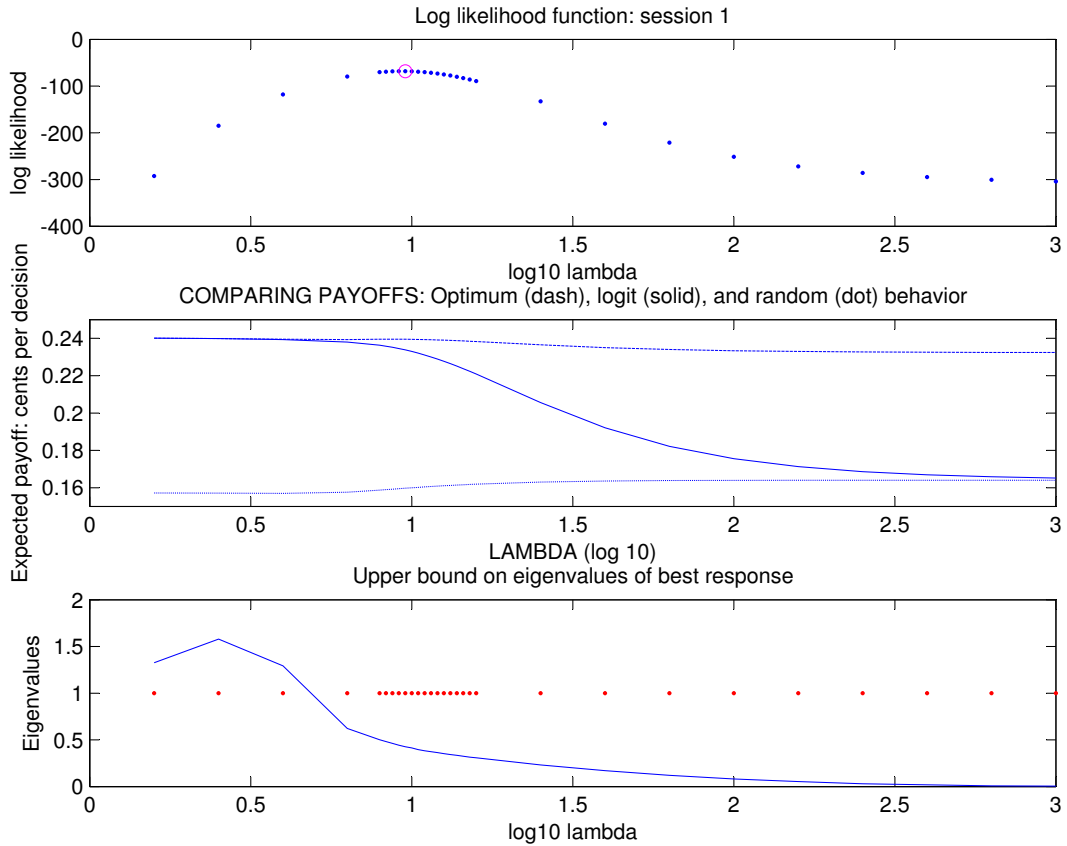 Log likelihood function: session 1
0
-100
-200
-300
-400
log likelihood
0 0.5 1 1.5 2 2.5 3
log10 lambda
COMPARING PAYOFFS: Optimum (dash), logit (solid), and random (dot) behavior
0.24
0.22
0.2
0.18
0.16
Expected payoff: cents per decision
0 0.5 1 1.5 2 2.5 3
LAMBDA (log 10)
Upper bound on eigenvalues of best response
2
1.5
1
0.5
0
Eigenvalues
0 0.5 1 1.5 2 2.5 3
log10 lambda